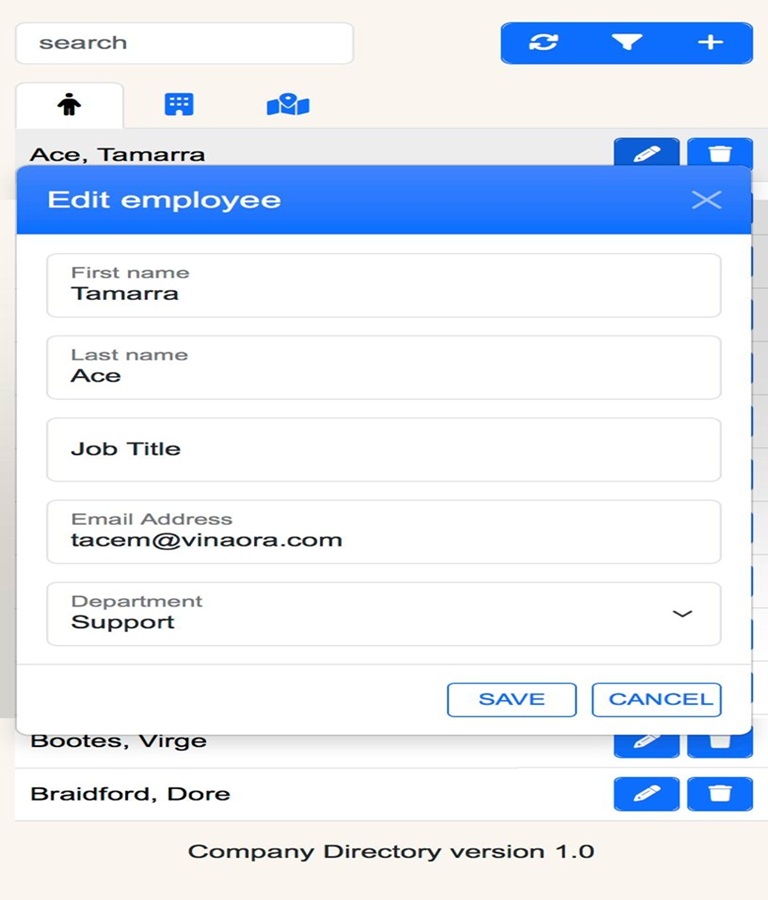 search
Ace, Tamarra
Edit employee
First name
Tamarra
Last name
Ace
Job Title
Email Address
tacem@vinaora.com
Department
Support
SAVE
CANCEL
Bootes, Virge
Braidford, Dore
Company Directory version 1.0